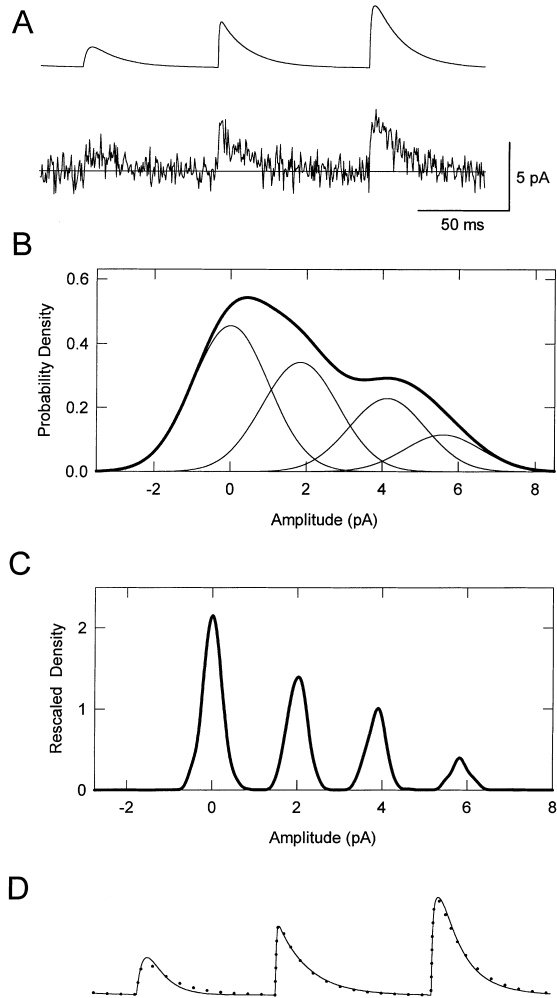 A
5 pA
50 ms
B
Probability Density
0.6
0.4
0.2
0.0
-2 0 2 4 6 8
Amplitude (pA)
C
Rescaled Density
2
1
0
-2 0 2 4 6 8
Amplitude (pA)
D